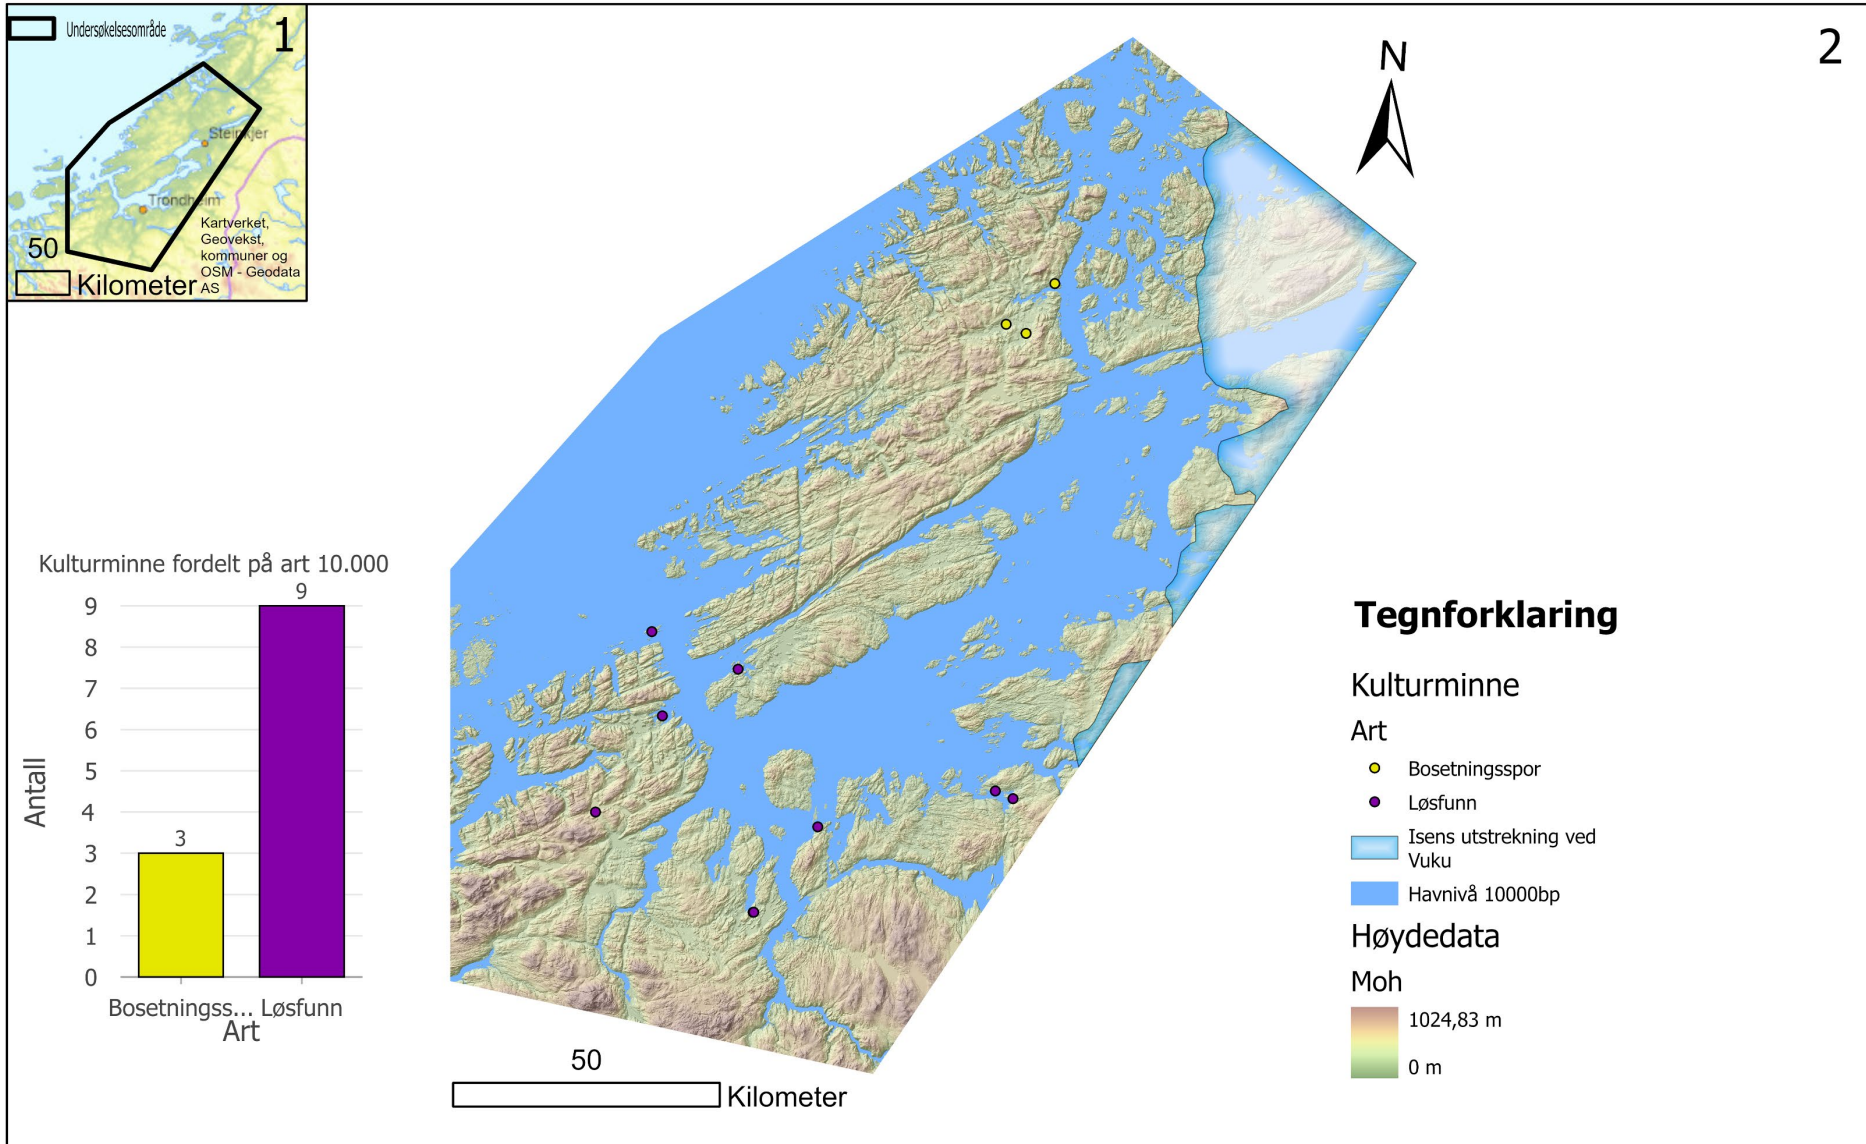 Undersøkelsesområde
1
Steinkjer
Trondheim
Kartverket,
Geovekst,
kommuner og
OSM - Geodata
AS
50
Kilometer
2
N
Kulturminne fordelt på art 10.000
9
3
9
8
7
6
5
4
3
2
1
0
Antall
Bosetningss... Løsfunn
Art
50
Kilometer
Tegnforklaring
Kulturminne
Art
Bosetningsspor
Løsfunn
Isens utstrekning ved
Vuku
Havnivå 10000bp
Høydedata
Moh
1024,83 m
0 m